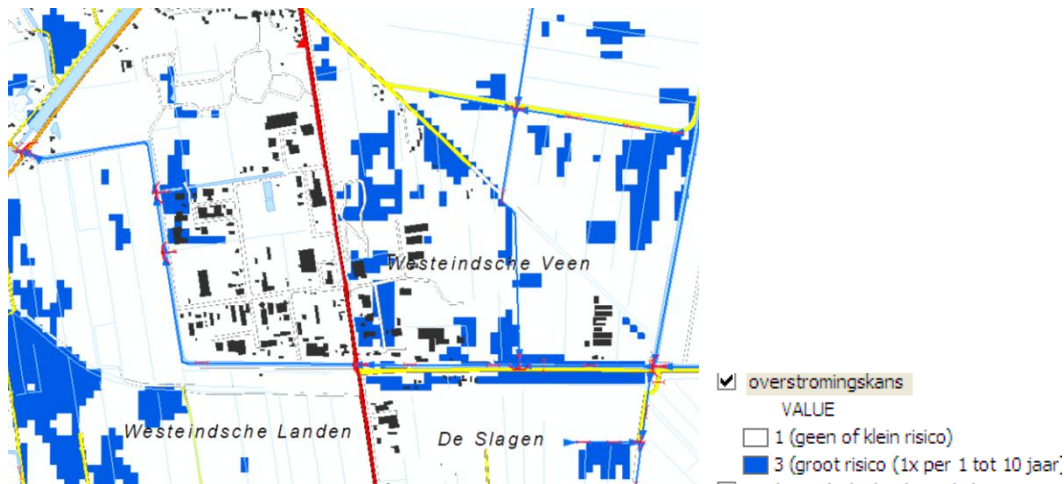 Westeindsche Veen
Westeindsche Landen
De Slagen
overstromingskans
VALUE
1 (geen of klein risico)
3 (groot risico (1x per 1 tot 10 jaar)